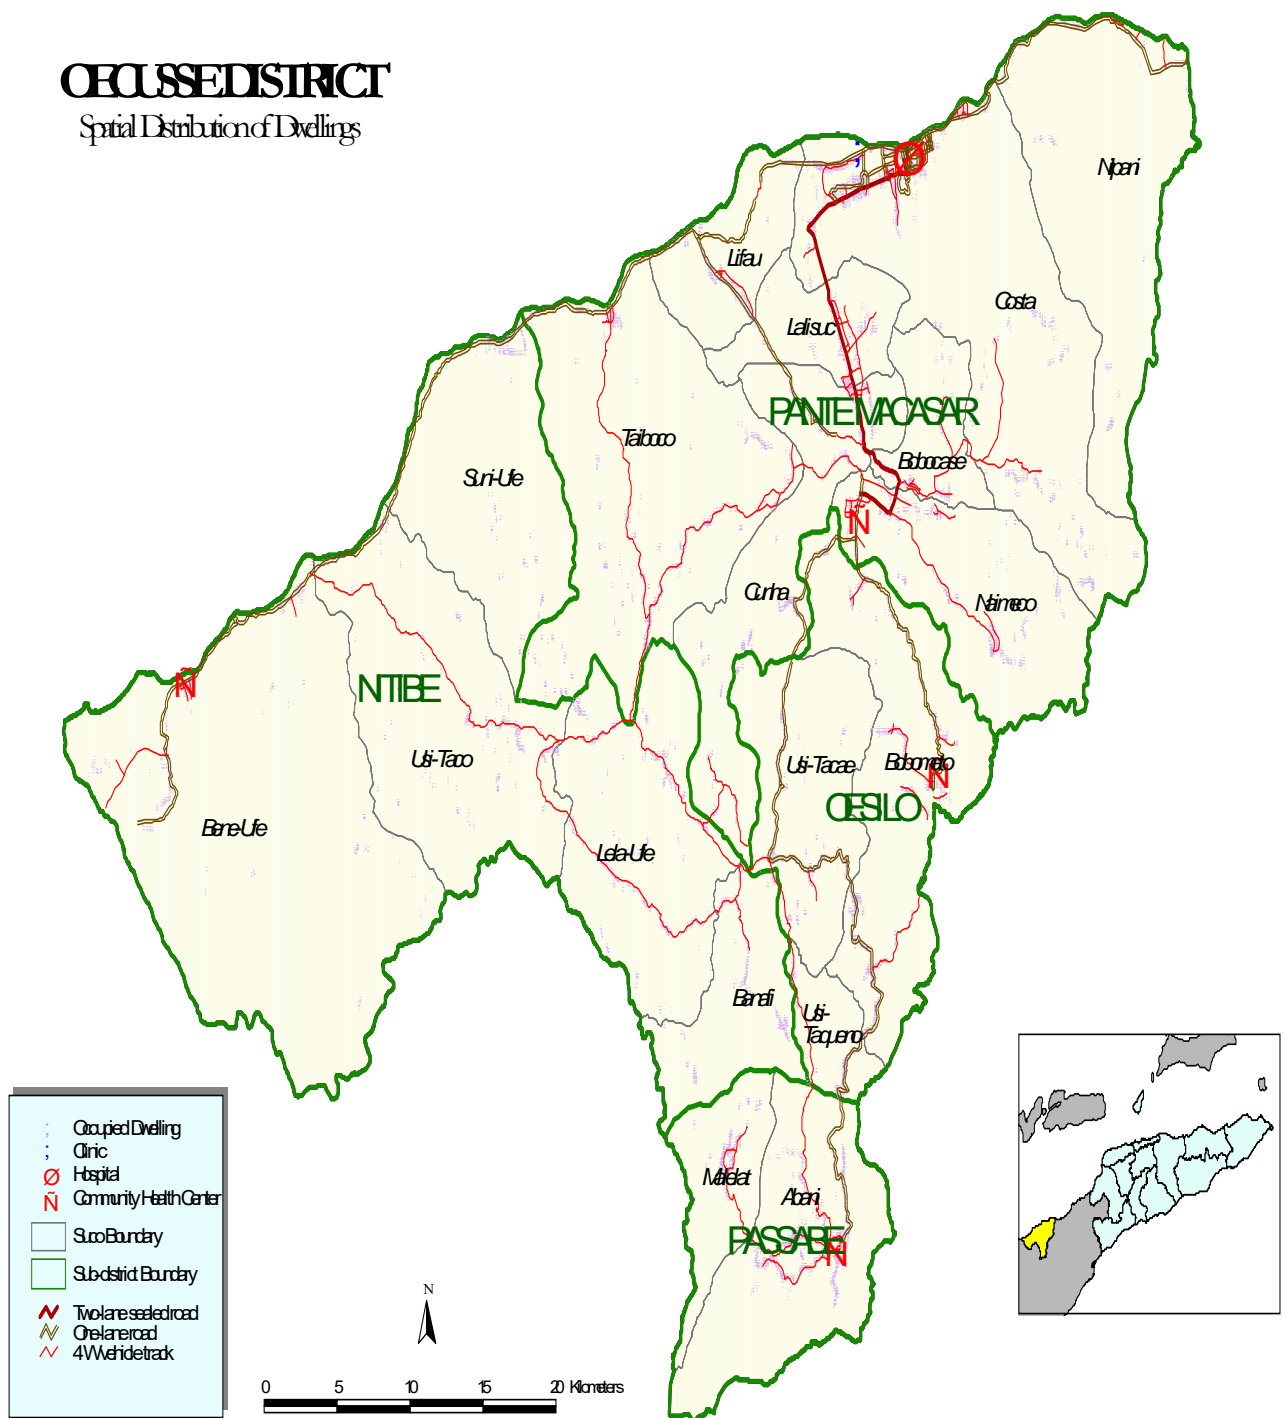 OECUSSE DISTRICT
Spatial Distribution of Dwellings
Nipani
Lifau
Costa
Lalisuc
PANTE MACASAR
Taiboco
Bobocase
Suni-Ufe
Ñ
Cunha
Naimeco
Ñ
NITIBE
Usi-Taco
Usi-Tacae
Bobometo
Ñ
OESILO
Bene-Ufe
Lela-Ufe
Banafi
Usi-
Taqueno
Malelat
Abani
PASSABE
Ñ
; Occupied Dwelling
; Clinic
Ø Hospital
Ñ Community Health Center
Suco Boundary
Sub-district Boundary
Two-lane sealed road
One-lane road
4W vehicle track
N
0 5 10 15 20 Kilometers